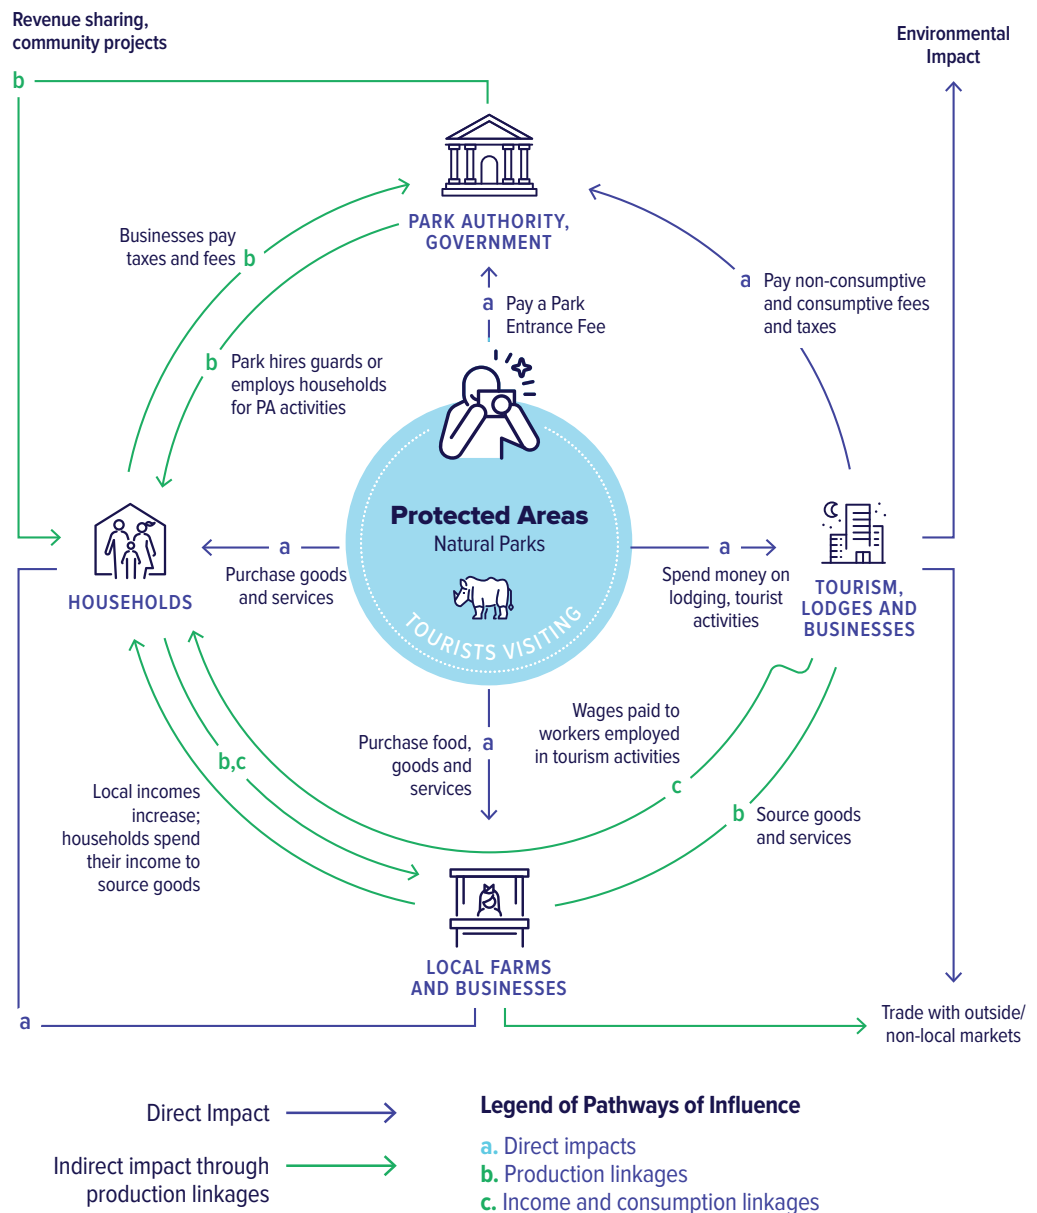 Revenue sharing,
community projects
b
Environmental
Impact
PARK AUTHORITY,
GOVERNMENT
Businesses pay
taxes and fees
b
a
Pay a Park
Entrance Fee
a
Pay non-consumptive
and consumptive fees
and taxes
b
Park hires guards or
employs households
for PA activities
Protected Areas
Natural Parks
TOURISTS VISITING
a
Purchase goods
and services
HOUSEHOLDS
a
Spend money on
lodging, tourist
activities
TOURISM,
LODGES AND
BUSINESSES
Purchase food,
goods and
services
a
Wages paid to
workers employed
in tourism activities
c
b
Source goods
and services
b,c
Local incomes
increase;
households spend
their income to
source goods
LOCAL FARMS
AND BUSINESSES
a
Trade with outside/
non-local markets
Direct Impact
Indirect impact through
production linkages
Legend of Pathways of Influence
a. Direct impacts
b. Production linkages
c. Income and consumption linkages